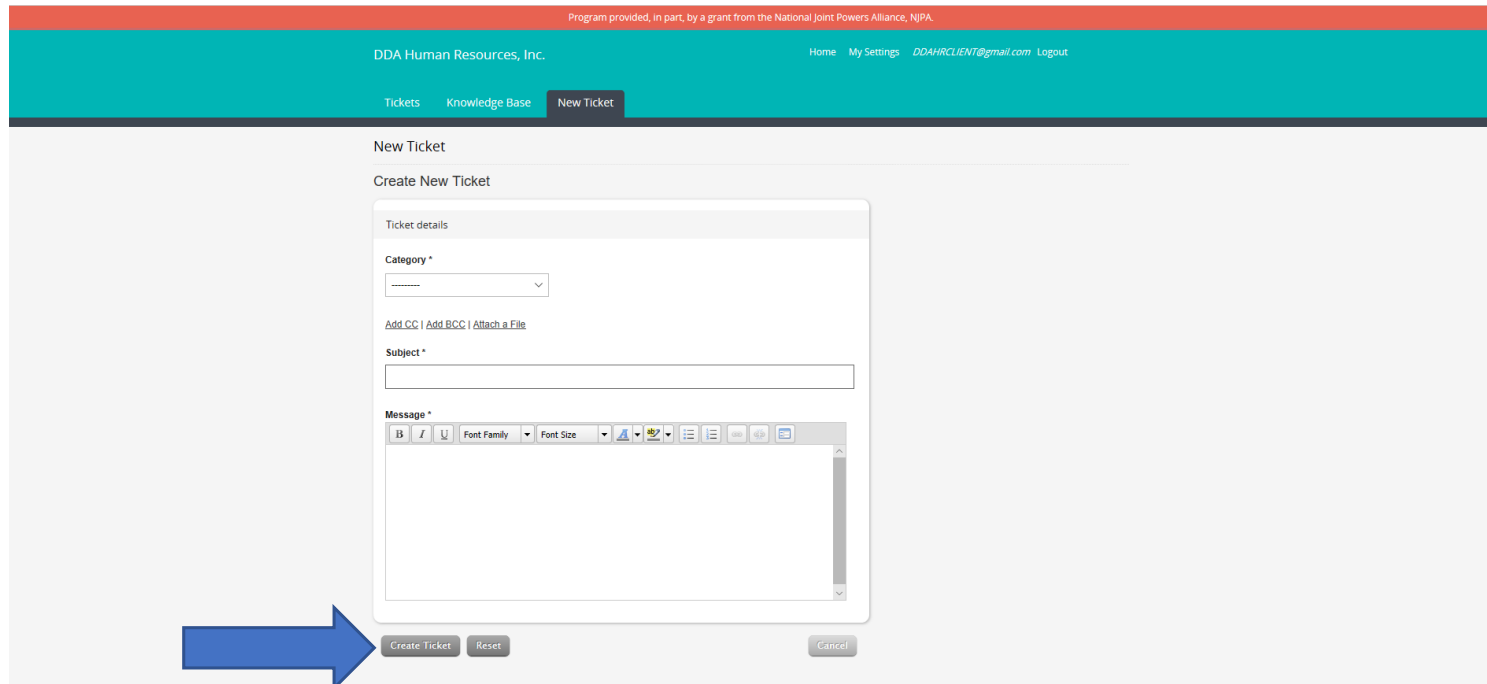 Program provided, in part, by a grant from the National Joint Powers Alliance, NJPA.
DDA Human Resources, Inc.
Home My Settings DDAHRCLIENT@gmail.com Logout
Tickets Knowledge Base New Ticket
New Ticket
Create New Ticket
Ticket details
Category *
---------
Add CC | Add BCC | Attach a File
Subject *
Message *
B I U Font Family Font Size A ab
Create Ticket Reset Cancel